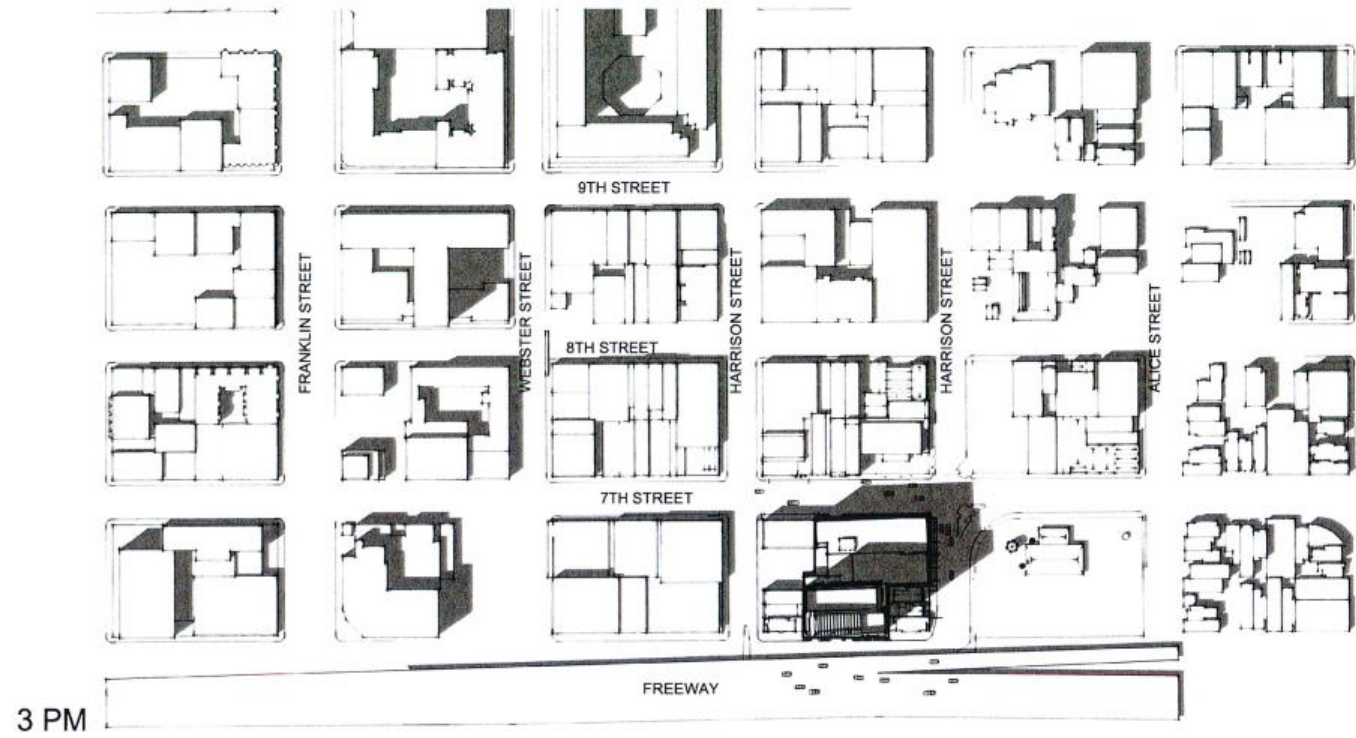 9TH STREET
FRANKLIN STREET
WEBSTER STREET
HARRISON STREET
HARRISON STREET
ALICE STREET
8TH STREET
7TH STREET
FREEWAY
3 PM